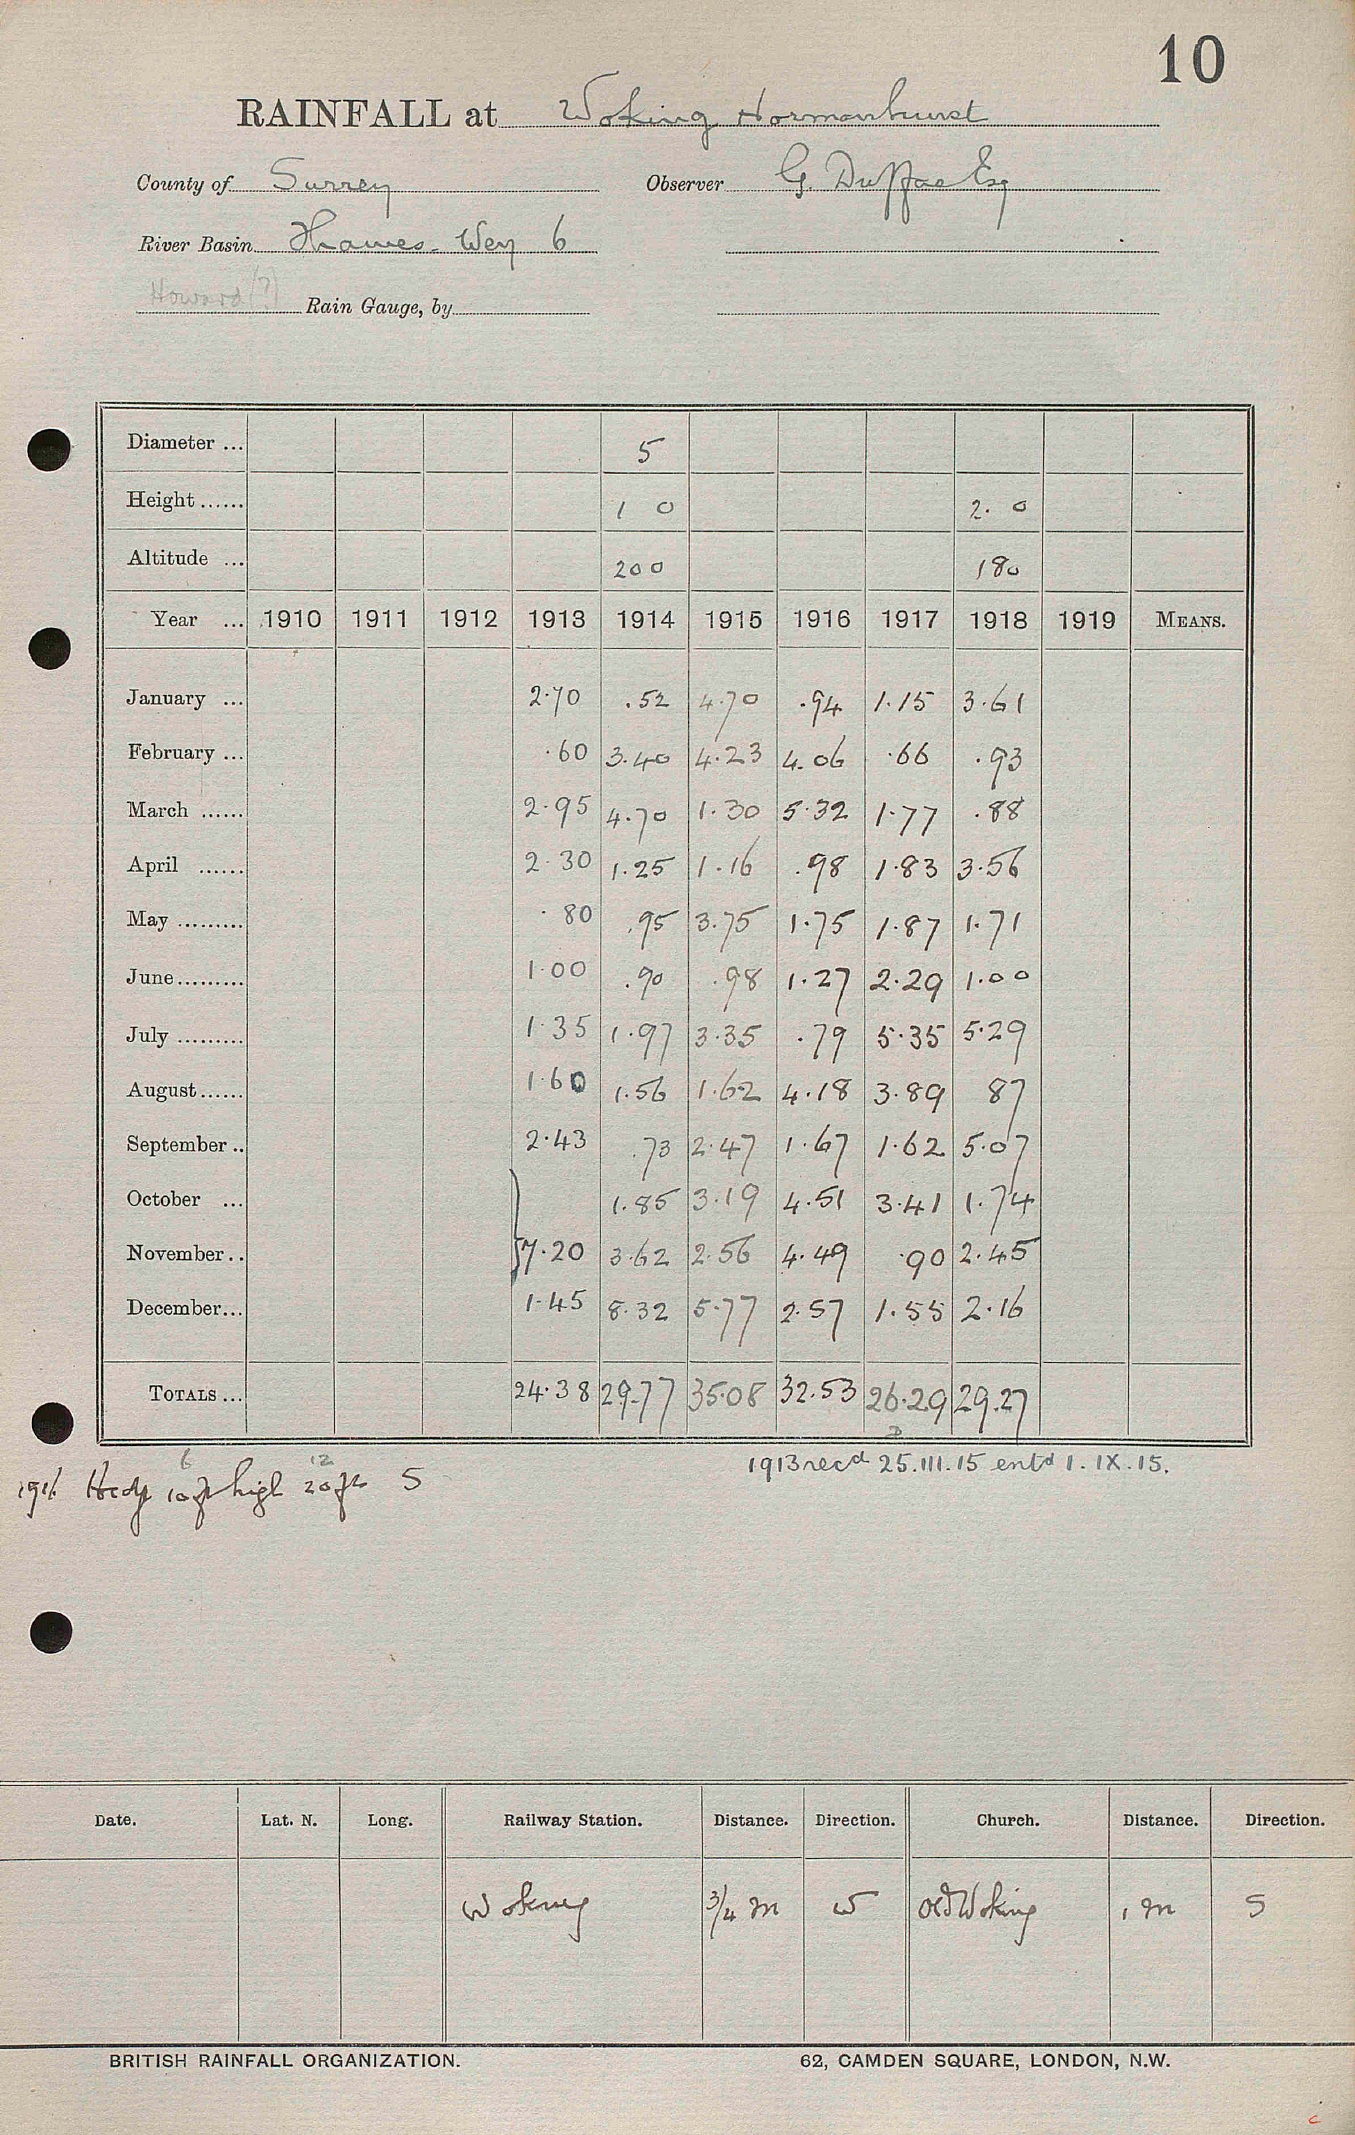 10
RAINFALL at Woking Normanhurst
County of Surrey Observer G. Duffae Esq
River Basin Thames-Wey 6
Howard (?) Rain Gauge, by
Diameter ... 5
Height ...... 1 0 2. 0
Altitude ... 200 180
Year ... 1910 1911 1912 1913 1914 1915 1916 1917 1918 1919 MEANS.
January ... 2.70 .52 4.70 .94 1.15 3.61
February ... .60 3.40 4.23 4.06 .66 .93
March ...... 2.95 4.70 1.30 5.32 1.77 .88
April ...... 2.30 1.25 1.16 .98 1.83 3.56
May ......... .80 .95 3.75 1.75 1.87 1.71
June ......... 1.00 .90 .98 1.27 2.29 1.00
July ......... 1.35 1.97 3.35 .79 5.35 5.29
August ...... 1.60 1.56 1.62 4.18 3.89 87
September .. 2.43 .73 2.47 1.67 1.62 5.07
October ... 1.85 3.19 4.51 3.41 1.74
November .. 7.20 3.62 2.56 4.49 .90 2.45
December ... 1.45 8.32 5.77 2.57 1.55 2.16
TOTALS ... 24.38 29.77 35.08 32.53 26.29 29.27
1913 recd 25.III.15 entd 1.IX.15.
6 12
1916 Hedge 10 ft high 20 ft S
Date. Lat. N. Long. Railway Station. Distance. Direction. Church. Distance. Direction.
Woking 3/4 m W Old Woking 1 m S
BRITISH RAINFALL ORGANIZATION. 62, CAMDEN SQUARE, LONDON, N.W.
c